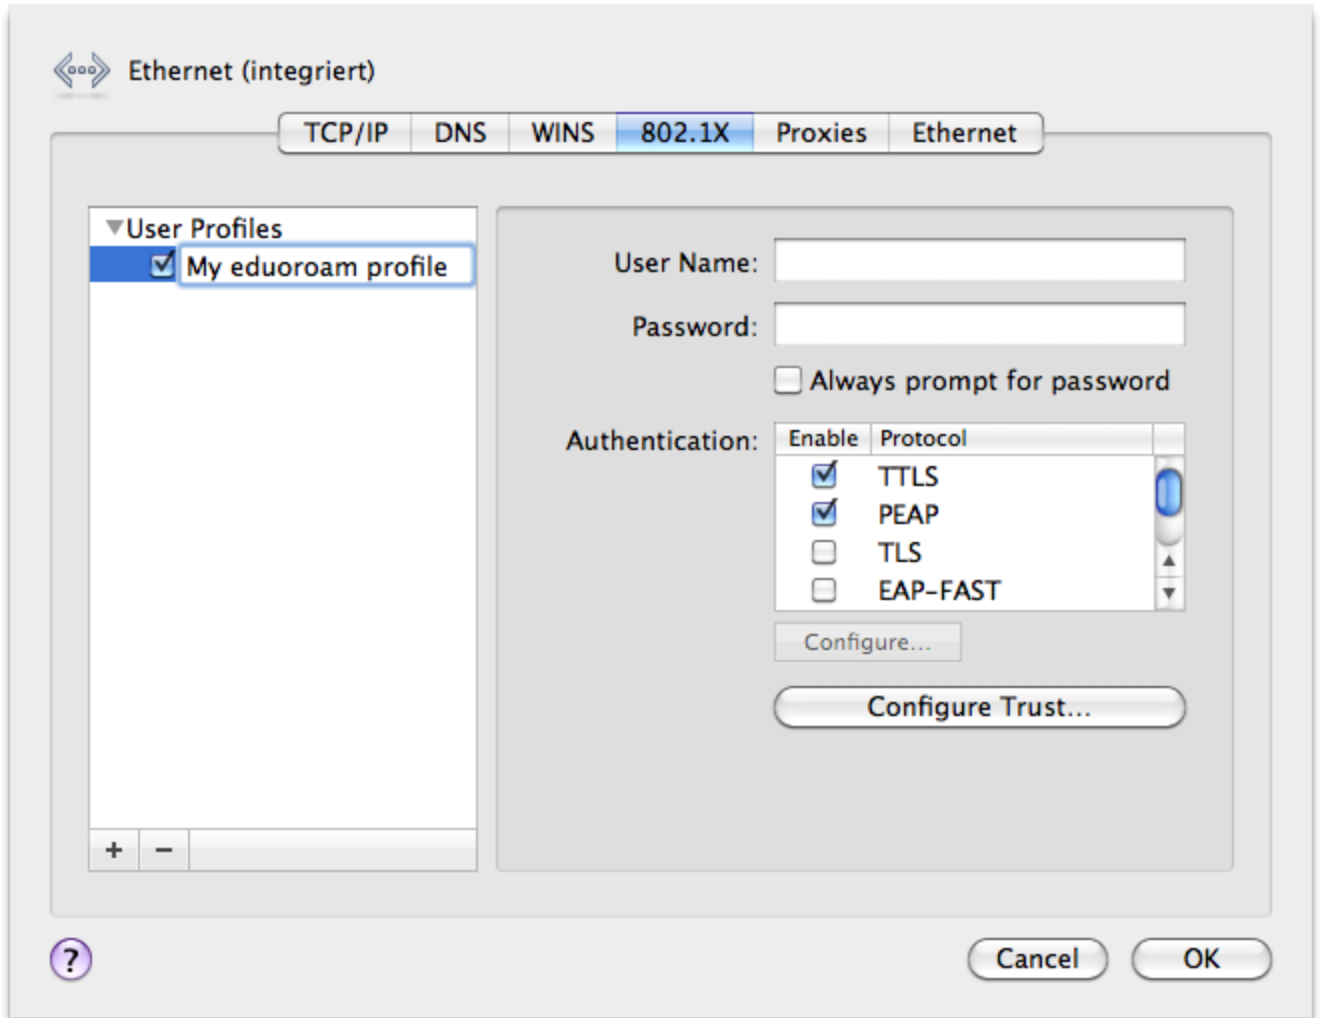 Ethernet (integriert)
TCP/IP DNS WINS 802.1X Proxies Ethernet
User Profiles
My eduoroam profile
User Name:
Password:
Always prompt for password
Authentication:
Enable Protocol
TTLS
PEAP
TLS
EAP-FAST
Configure...
Configure Trust...
+ −
? Cancel OK